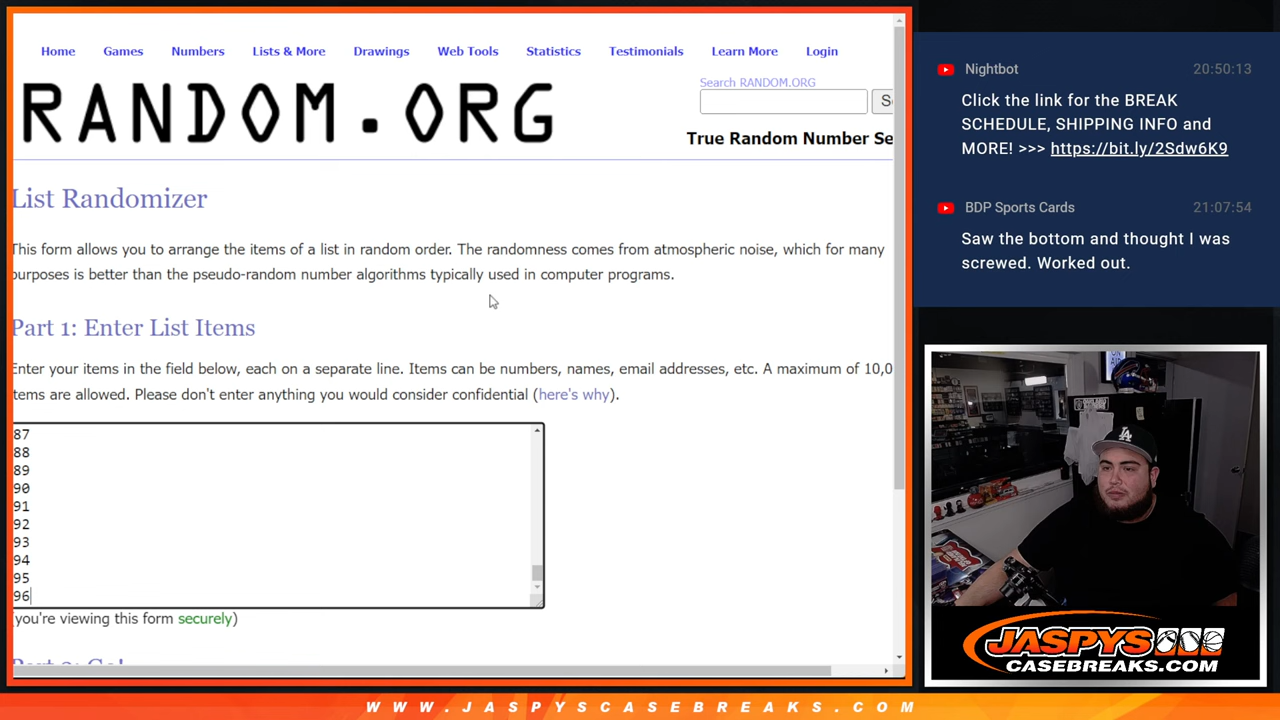 Home Games Numbers Lists & More Drawings Web Tools Statistics Testimonials Learn More Login
RANDOM.ORG
Search RANDOM.ORG
True Random Number Se
List Randomizer
This form allows you to arrange the items of a list in random order. The randomness comes from atmospheric noise, which for many
purposes is better than the pseudo-random number algorithms typically used in computer programs.
Part 1: Enter List Items
Enter your items in the field below, each on a separate line. Items can be numbers, names, email addresses, etc. A maximum of 10,0
items are allowed. Please don't enter anything you would consider confidential (here's why).
87
88
89
90
91
92
93
94
95
96
(you're viewing this form securely)
Nightbot 20:50:13
Click the link for the BREAK
SCHEDULE, SHIPPING INFO and
MORE! >>> https://bit.ly/2Sdw6K9
BDP Sports Cards 21:07:54
Saw the bottom and thought I was
screwed. Worked out.
LA
JASPYS
CASEBREAKS.COM
WWW.JASPYSCASEBREAKS.COM